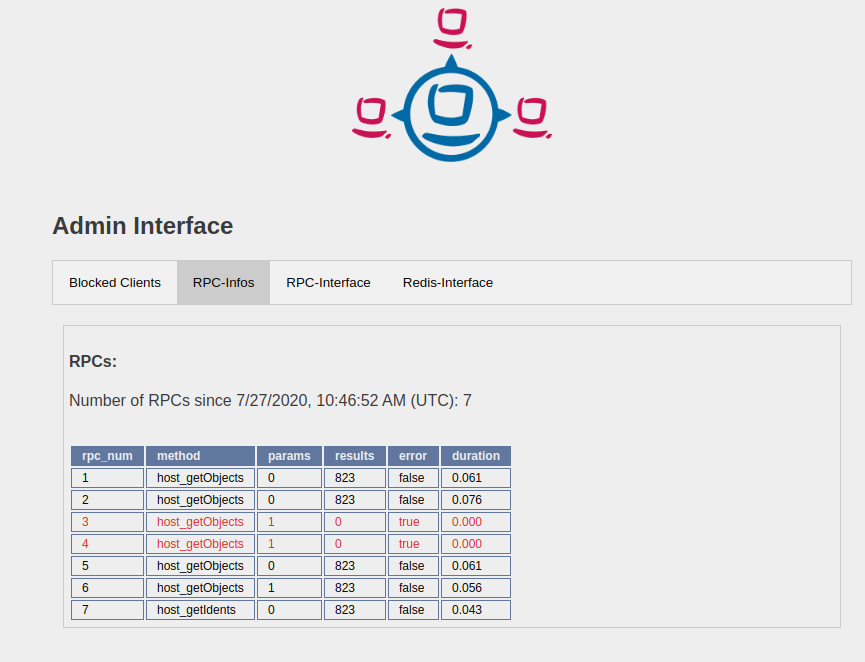 Admin Interface
Blocked Clients RPC-Infos RPC-Interface Redis-Interface
RPCs:
Number of RPCs since 7/27/2020, 10:46:52 AM (UTC): 7
rpc_num method params results error duration
1 host_getObjects 0 823 false 0.061
2 host_getObjects 0 823 false 0.076
3 host_getObjects 1 0 true 0.000
4 host_getObjects 1 0 true 0.000
5 host_getObjects 0 823 false 0.061
6 host_getObjects 1 823 false 0.056
7 host_getIdents 0 823 false 0.043